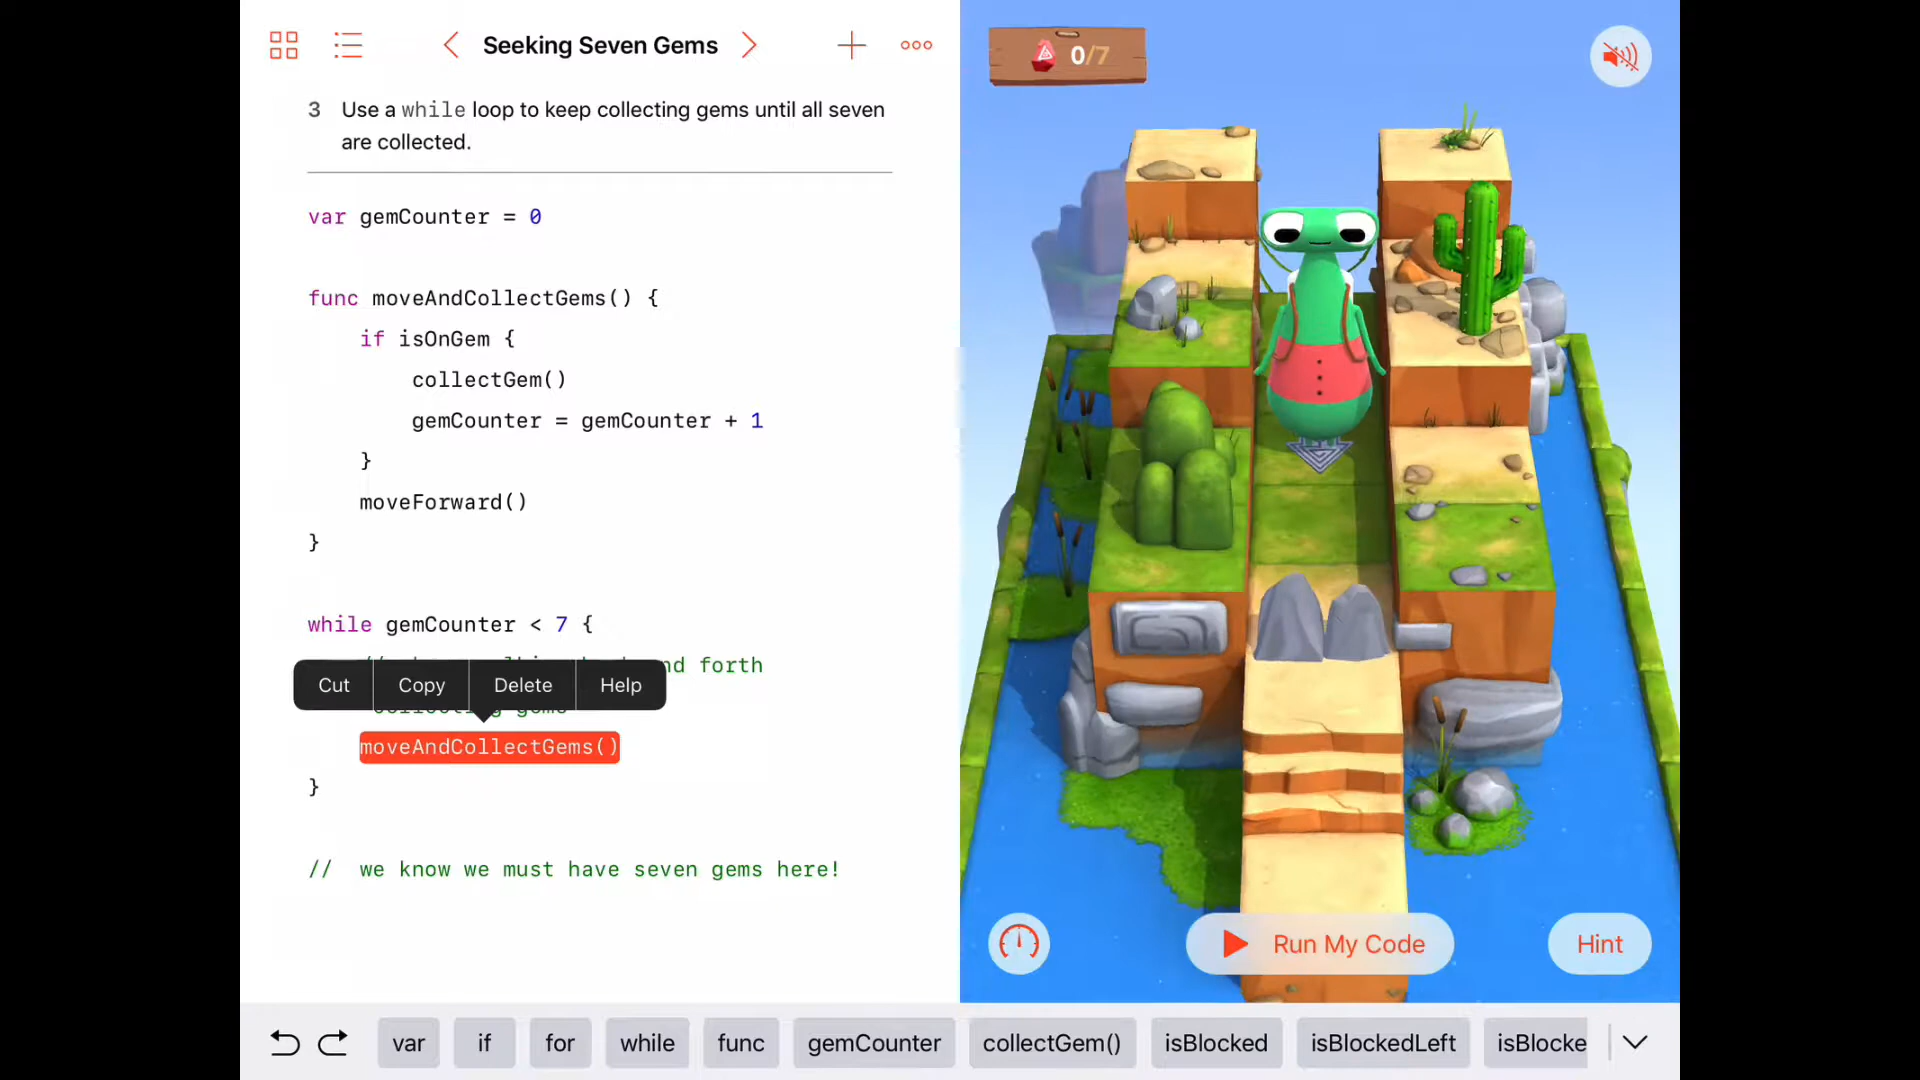 Seeking Seven Gems
3 Use a while loop to keep collecting gems until all seven
are collected.
var gemCounter = 0
func moveAndCollectGems() {
if isOnGem {
collectGem()
gemCounter = gemCounter + 1
}
moveForward()
}
while gemCounter < 7 {
forth
Cut Copy Delete Help
collecting gems
moveAndCollectGems()
}
// we know we must have seven gems here!
0/7
Run My Code
Hint
var if for while func gemCounter collectGem() isBlocked isBlockedLeft isBlocke